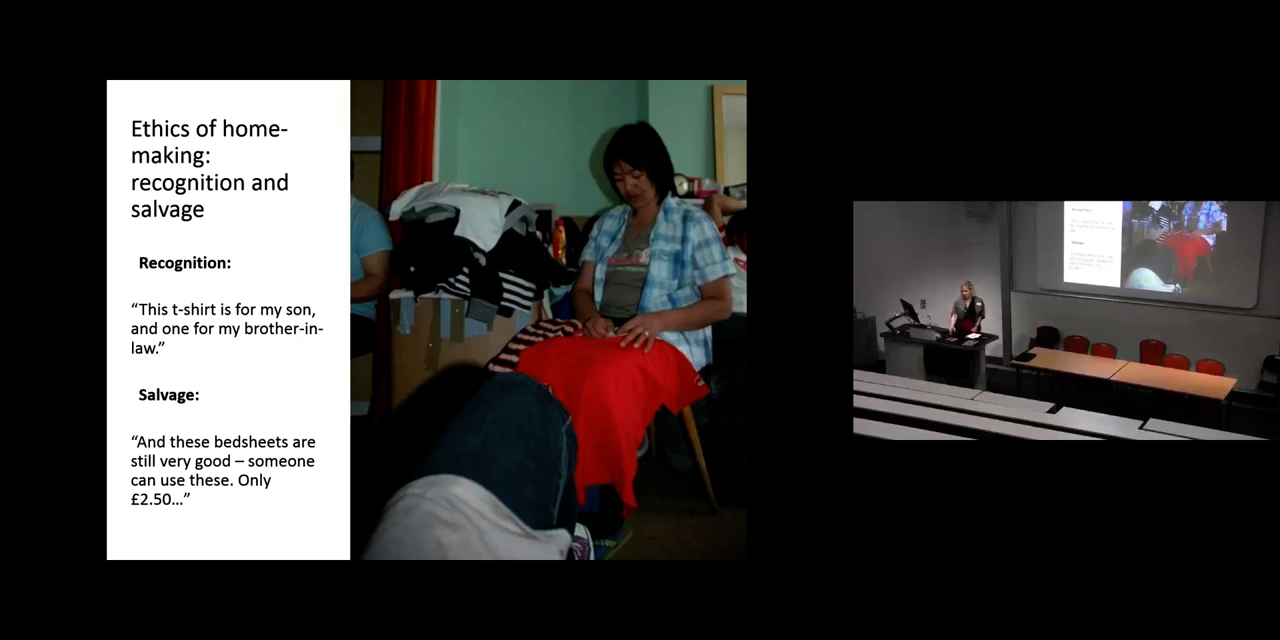 Ethics of home-
making:
recognition and
salvage
Recognition:
“This t-shirt is for my son,
and one for my brother-in-
law.”
Salvage:
“And these bedsheets are
still very good – someone
can use these. Only
£2.50…”